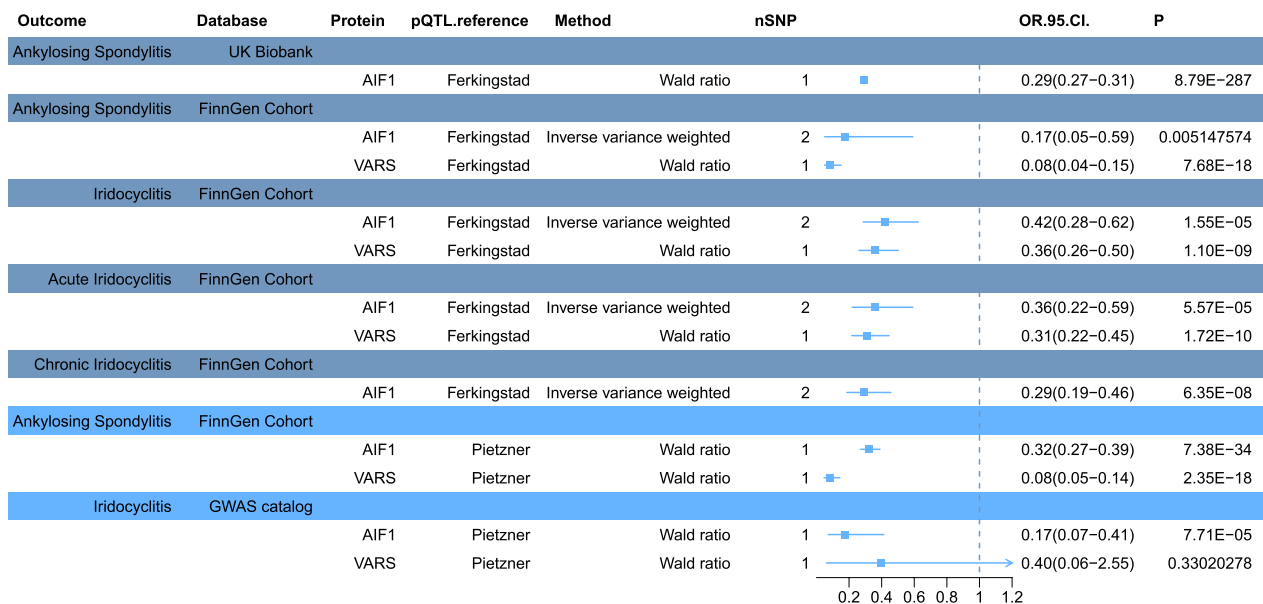 Outcome Database Protein pQTL.reference Method nSNP OR.95.CI. P
Ankylosing Spondylitis UK Biobank
AIF1 Ferkingstad Wald ratio 1 0.29(0.27−0.31) 8.79E−287
Ankylosing Spondylitis FinnGen Cohort
AIF1 Ferkingstad Inverse variance weighted 2 0.17(0.05−0.59) 0.005147574
VARS Ferkingstad Wald ratio 1 0.08(0.04−0.15) 7.68E−18
Iridocyclitis FinnGen Cohort
AIF1 Ferkingstad Inverse variance weighted 2 0.42(0.28−0.62) 1.55E−05
VARS Ferkingstad Wald ratio 1 0.36(0.26−0.50) 1.10E−09
Acute Iridocyclitis FinnGen Cohort
AIF1 Ferkingstad Inverse variance weighted 2 0.36(0.22−0.59) 5.57E−05
VARS Ferkingstad Wald ratio 1 0.31(0.22−0.45) 1.72E−10
Chronic Iridocyclitis FinnGen Cohort
AIF1 Ferkingstad Inverse variance weighted 2 0.29(0.19−0.46) 6.35E−08
Ankylosing Spondylitis FinnGen Cohort
AIF1 Pietzner Wald ratio 1 0.32(0.27−0.39) 7.38E−34
VARS Pietzner Wald ratio 1 0.08(0.05−0.14) 2.35E−18
Iridocyclitis GWAS catalog
AIF1 Pietzner Wald ratio 1 0.17(0.07−0.41) 7.71E−05
VARS Pietzner Wald ratio 1 0.40(0.06−2.55) 0.33020278
0.2 0.4 0.6 0.8 1 1.2